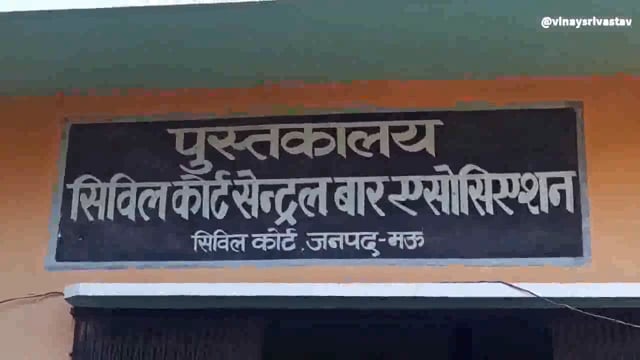 @vinaysrivastav
पुस्तकालय
सिविल कोर्ट सेन्ट्रल बार एसोसिएशन
सिविल कोर्ट, जनपद-मऊ